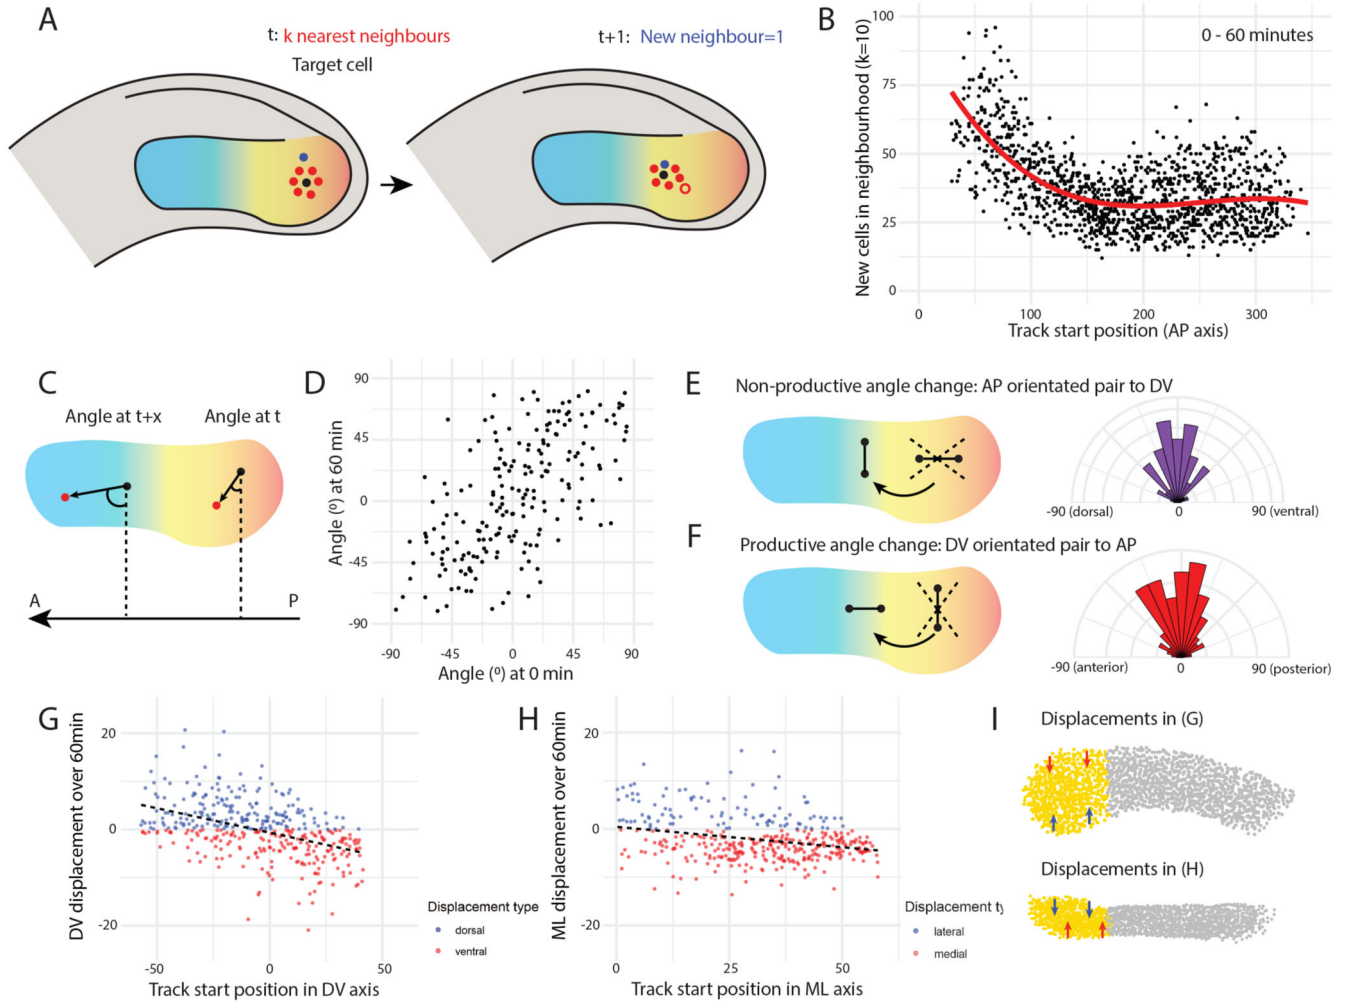 A
t: k nearest neighbours
Target cell
t+1: New neighbour=1
B
New cells in neighbourhood (k=10)
100
75
50
25
0
0 - 60 minutes
0
100
200
300
Track start position (AP axis)
C
Angle at t+x
Angle at t
A
P
D
Angle (º) at 60 min
90
45
0
-45
-90
-90
-45
0
45
90
Angle (º) at 0 min
E
Non-productive angle change: AP orientated pair to DV
-90 (dorsal)
0
90 (ventral)
F
Productive angle change: DV orientated pair to AP
-90 (anterior)
0
90 (posterior)
G
DV displacement over 60min
20
0
-20
-50
0
50
Track start position in DV axis
Displacement type
dorsal
ventral
H
ML displacement over 60min
20
0
-20
0
25
50
Track start position in ML axis
Displacement ty
lateral
medial
I
Displacements in (G)
Displacements in (H)